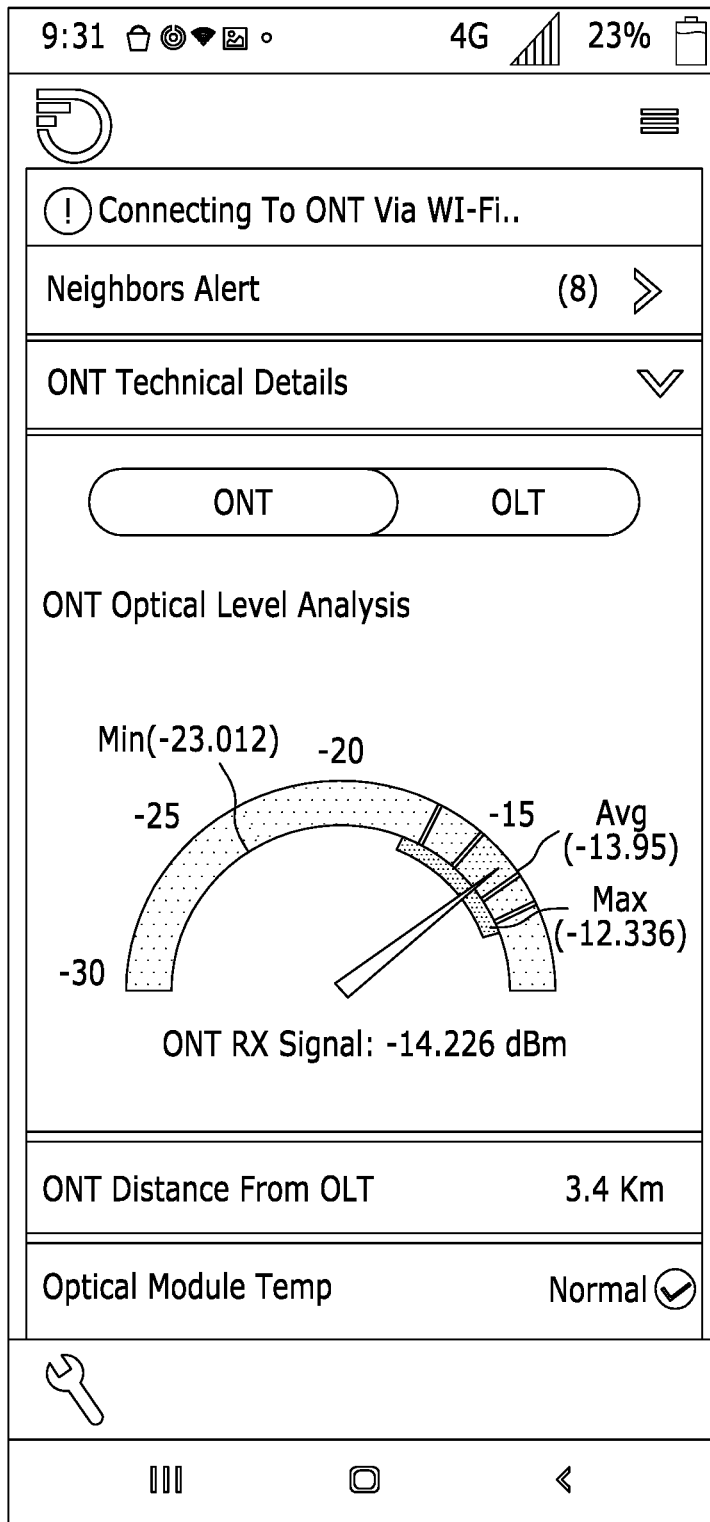 9:31 4G 23%
! Connecting To ONT Via WI-Fi..
Neighbors Alert (8)
ONT Technical Details
ONT OLT
ONT Optical Level Analysis
Min(-23.012) -20
-25 -15 Avg
(-13.95)
Max
(-12.336)
-30
ONT RX Signal: -14.226 dBm
ONT Distance From OLT 3.4 Km
Optical Module Temp Normal